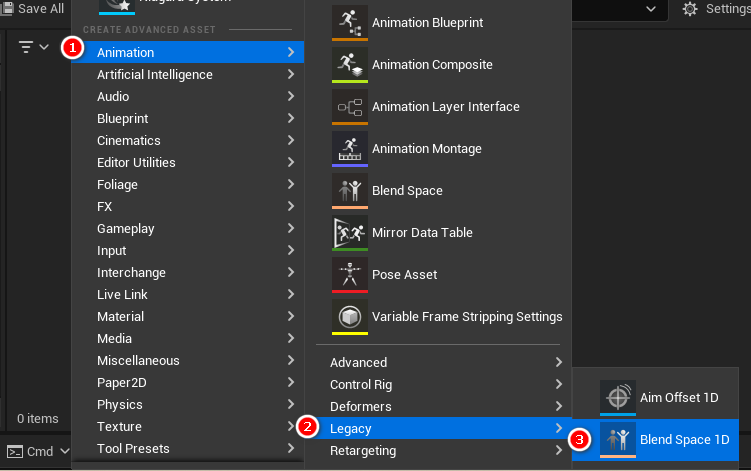 Save All
Niagara System
Settings
CREATE ADVANCED ASSET
1
Animation
Artificial Intelligence
Audio
Blueprint
Cinematics
Editor Utilities
Foliage
FX
Gameplay
Input
Interchange
Live Link
Material
Media
Miscellaneous
Paper2D
Physics
Texture
Tool Presets
Animation Blueprint
Animation Composite
Animation Layer Interface
Animation Montage
Blend Space
Mirror Data Table
Pose Asset
Variable Frame Stripping Settings
Advanced
Control Rig
Deformers
2
Legacy
Retargeting
Aim Offset 1D
3
Blend Space 1D
0 items
Cmd